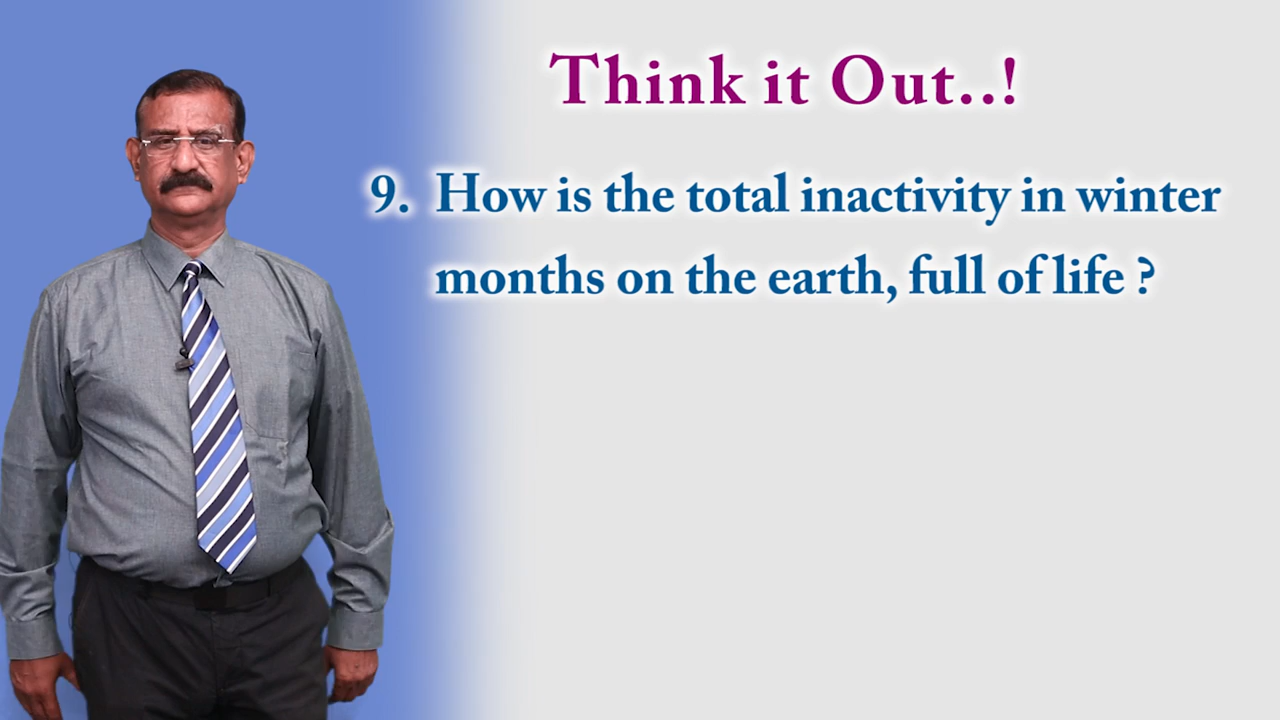 Think it Out..!
9. How is the total inactivity in winter
months on the earth, full of life ?